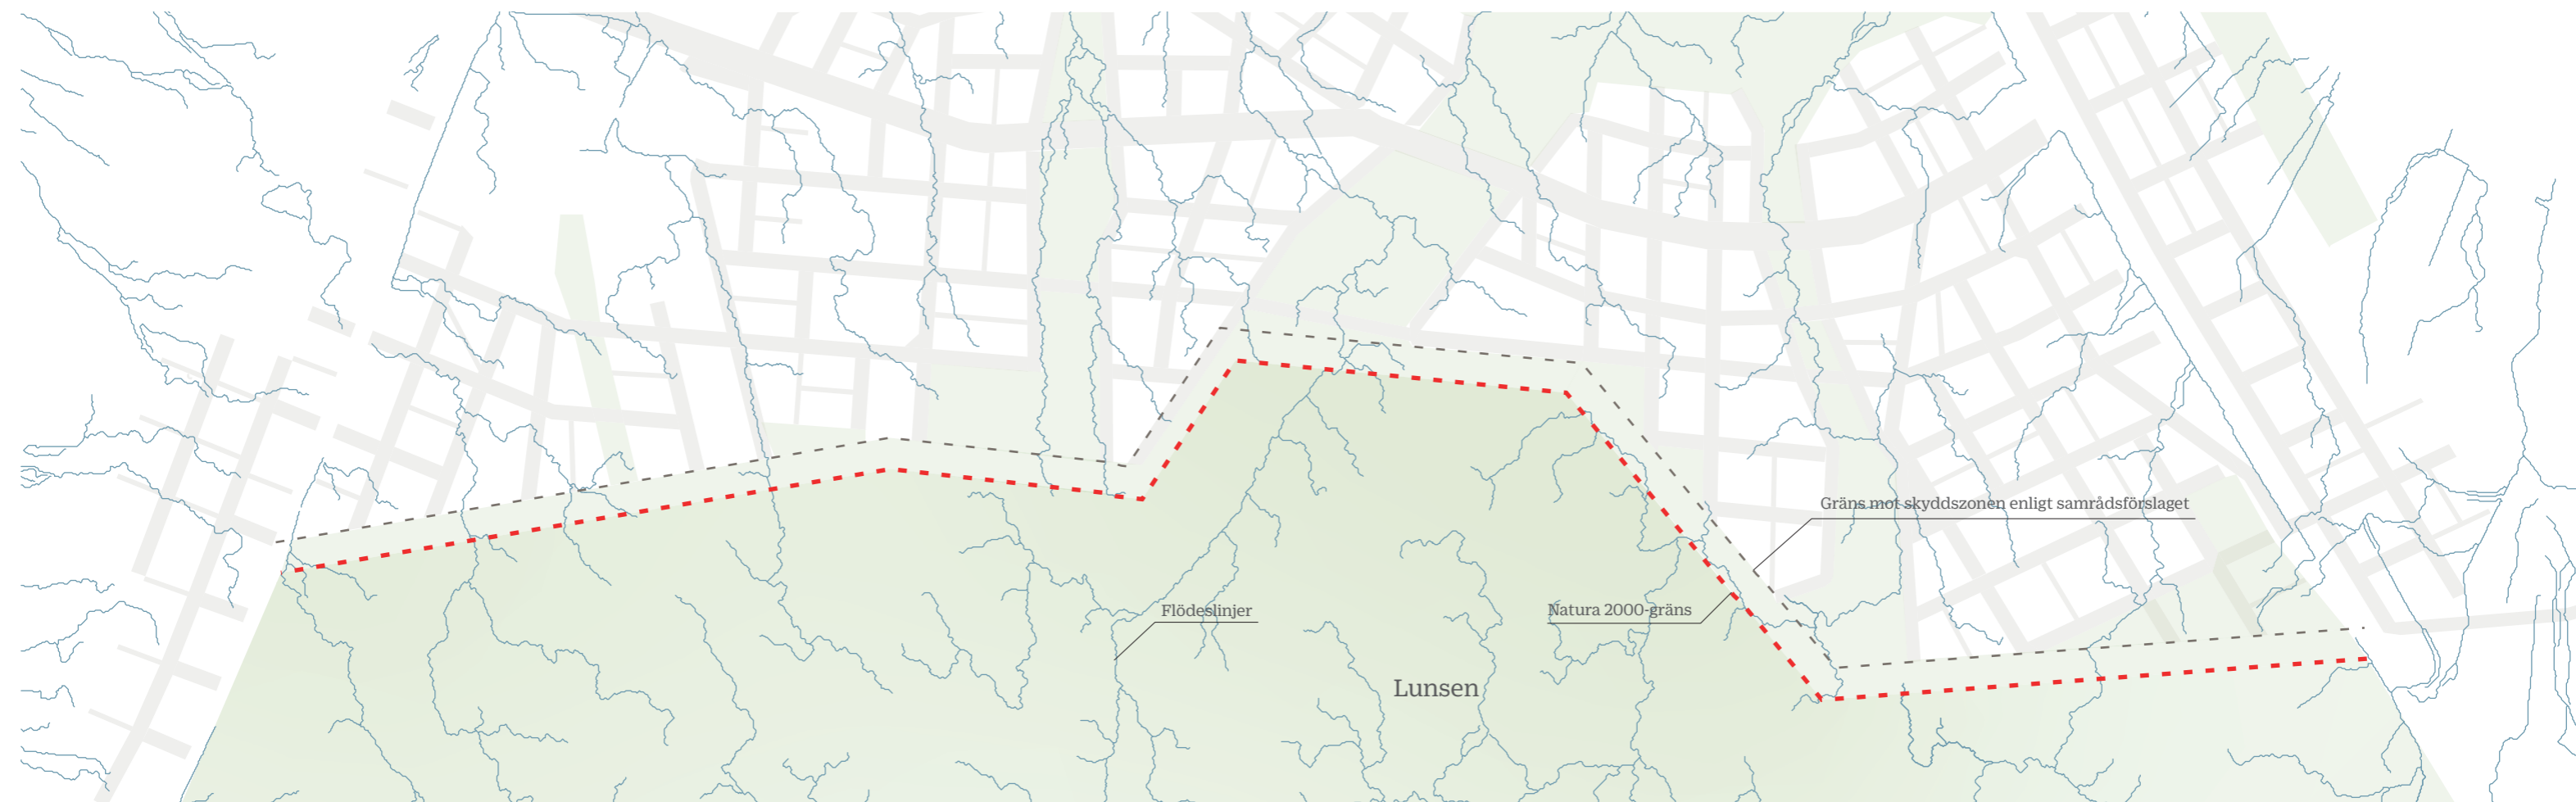 Gräns mot skyddszonen enligt samrådsförslaget
Flödeslinjer
Natura 2000-gräns
Lunsen